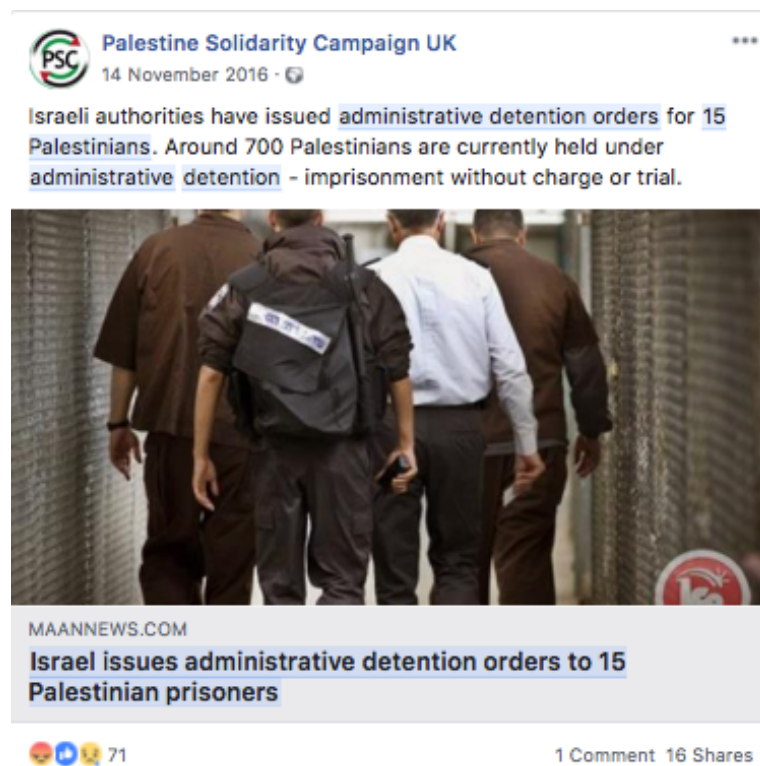 PSC
Palestine Solidarity Campaign UK
14 November 2016 ·
Israeli authorities have issued administrative detention orders for 15
Palestinians. Around 700 Palestinians are currently held under
administrative detention - imprisonment without charge or trial.
MAANNEWS.COM
Israel issues administrative detention orders to 15
Palestinian prisoners
71
1 Comment 16 Shares